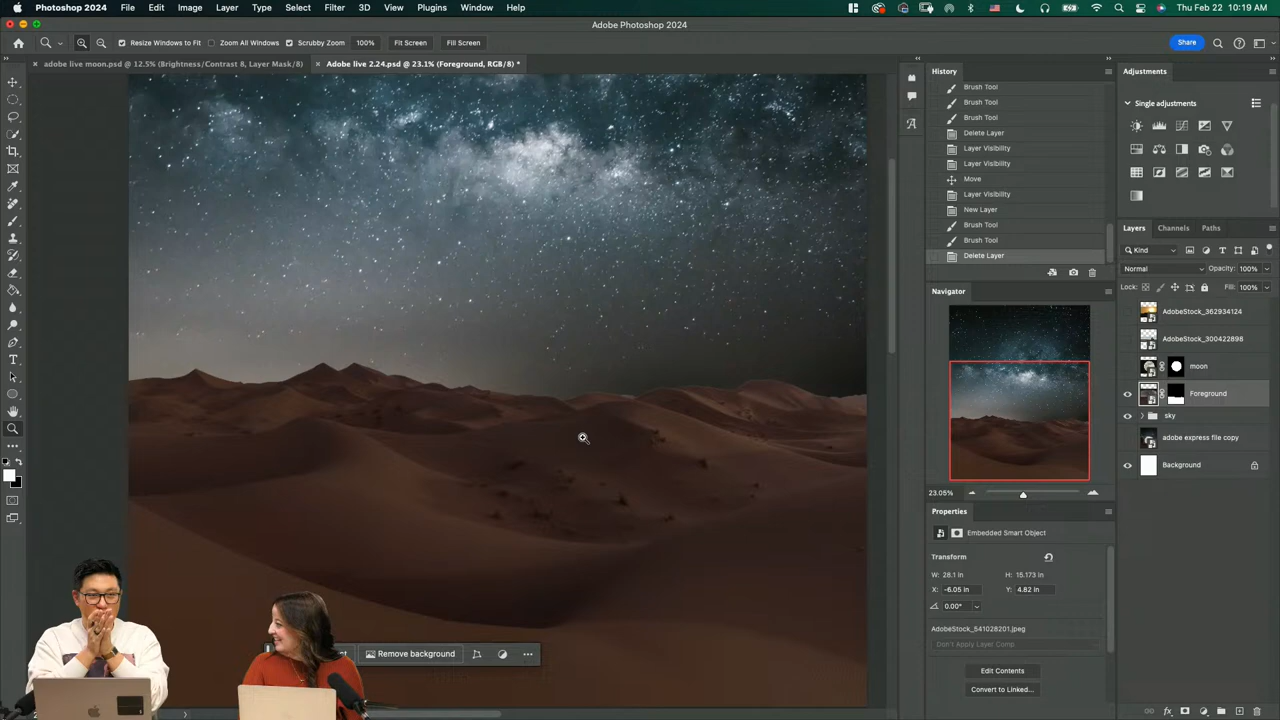 Photoshop 2024 File Edit Image Layer Type Select Filter 3D View Plugins Window Help Thu Feb 22 10:19 AM
Adobe Photoshop 2024
Resize Windows to Fit Zoom All Windows Scrubby Zoom 100% Fit Screen Fill Screen Share
adobe live moon.psd @ 12.5% (Brightness/Contrast 8, Layer Mask/8) Adobe live 2.24.psd @ 23.1% (Foreground, RGB/8) *
History
Brush Tool
Brush Tool
Brush Tool
Delete Layer
Layer Visibility
Layer Visibility
Move
Layer Visibility
New Layer
Brush Tool
Brush Tool
Delete Layer
Navigator
23.05%
Properties
Embedded Smart Object
Transform
W: 28.1 in H: 15.173 in
X: -6.05 in Y: 4.82 in
0.00°
AdobeStock_541028201.jpeg
Don't Apply Layer Comp
Edit Contents
Convert to Linked...
Adjustments
Single adjustments
Layers Channels Paths
Kind
Normal Opacity: 100%
Lock: Fill: 100%
AdobeStock_362934124
AdobeStock_300422898
moon
Foreground
sky
adobe express file copy
Background
Remove background